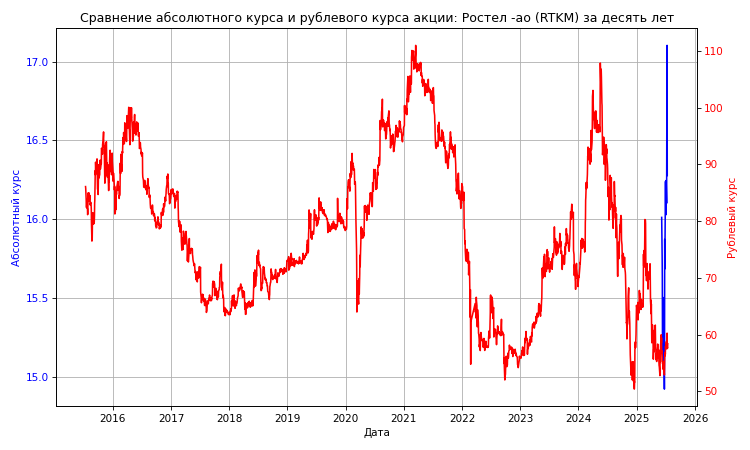 Сравнение абсолютного курса и рублевого курса акции: Ростел -ао (RTKM) за десять лет
Абсолютный курс
17.0
16.5
16.0
15.5
15.0
110
100
90
80
70
60
50
Рублевый курс
2016 2017 2018 2019 2020 2021 2022 2023 2024 2025 2026
Дата